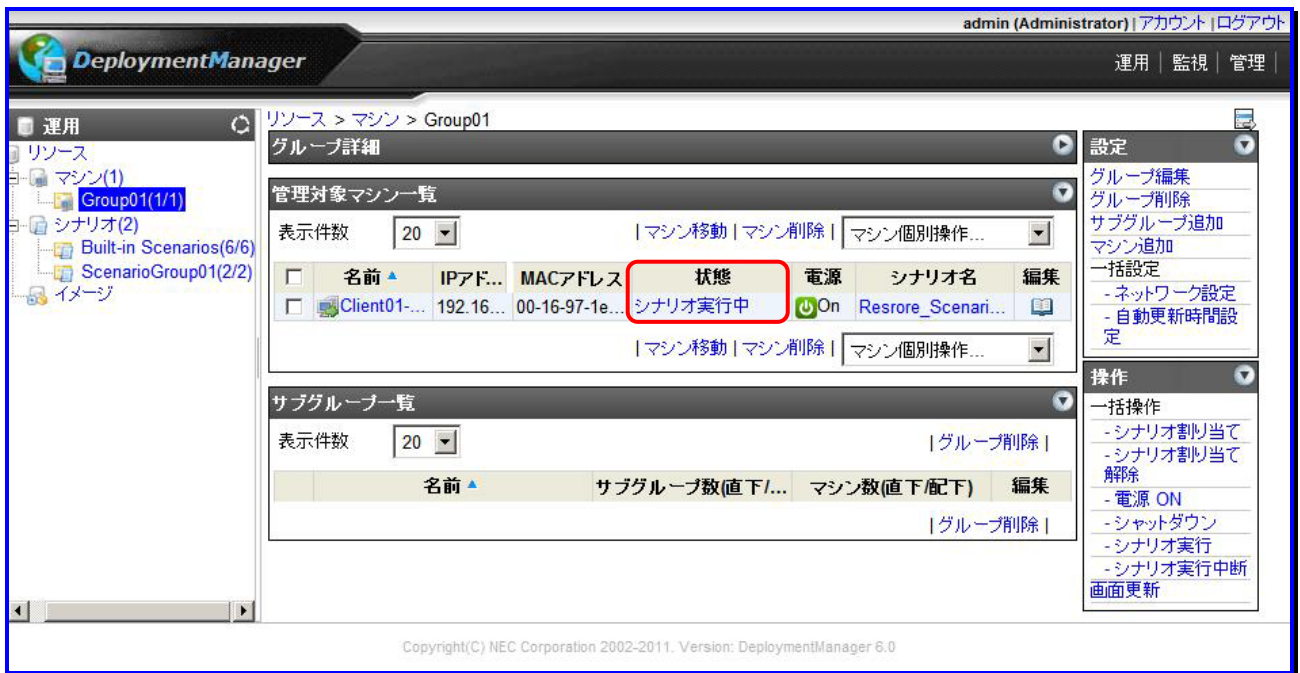 admin (Administrator) | アカウント | ログアウト
DeploymentManager
運用 | 監視 | 管理 |
運用
リソース
マシン(1)
Group01(1/1)
シナリオ(2)
Built-in Scenarios(6/6)
ScenarioGroup01(2/2)
イメージ
リソース > マシン > Group01
グループ詳細
管理対象マシン一覧
表示件数 20 | マシン移動 | マシン削除 | マシン個別操作...
名前 IPアド... MACアドレス 状態 電源 シナリオ名 編集
Client01-... 192.16... 00-16-97-1e... シナリオ実行中 On Resrore_Scenari...
| マシン移動 | マシン削除 | マシン個別操作...
サブグループ一覧
表示件数 20 | グループ削除 |
名前 サブグループ数(直下/... マシン数(直下/配下) 編集
| グループ削除 |
設定
グループ編集
グループ削除
サブグループ追加
マシン追加
一括設定
- ネットワーク設定
- 自動更新時間設
定
操作
一括操作
- シナリオ割り当て
- シナリオ割り当て
解除
- 電源 ON
- シャットダウン
- シナリオ実行
- シナリオ実行中断
画面更新
Copyright(C) NEC Corporation 2002-2011. Version: DeploymentManager 6.0